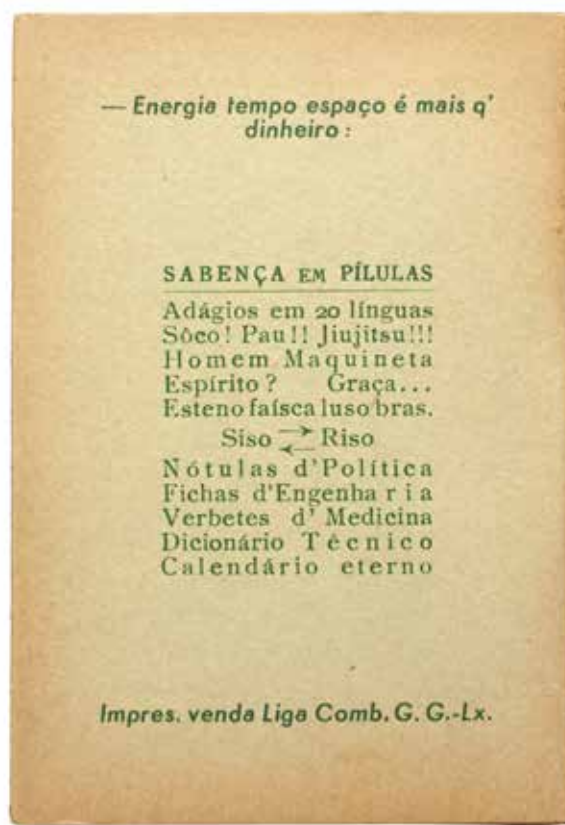 — Energia tempo espaço é mais q'
dinheiro :
SABENÇA EM PÍLULAS
Adágios em 20 línguas
Sôco! Pau!! Jiujitsu!!!
Homem Maquineta
Espírito ? Graça...
Esteno faísca luso bras.
Siso ⇄ Riso
Nótulas d'Política
Fichas d'Engenharia
Verbetes d' Medicina
Dicionário Técnico
Calendário eterno
Impres. venda Liga Comb. G. G.-Lx.